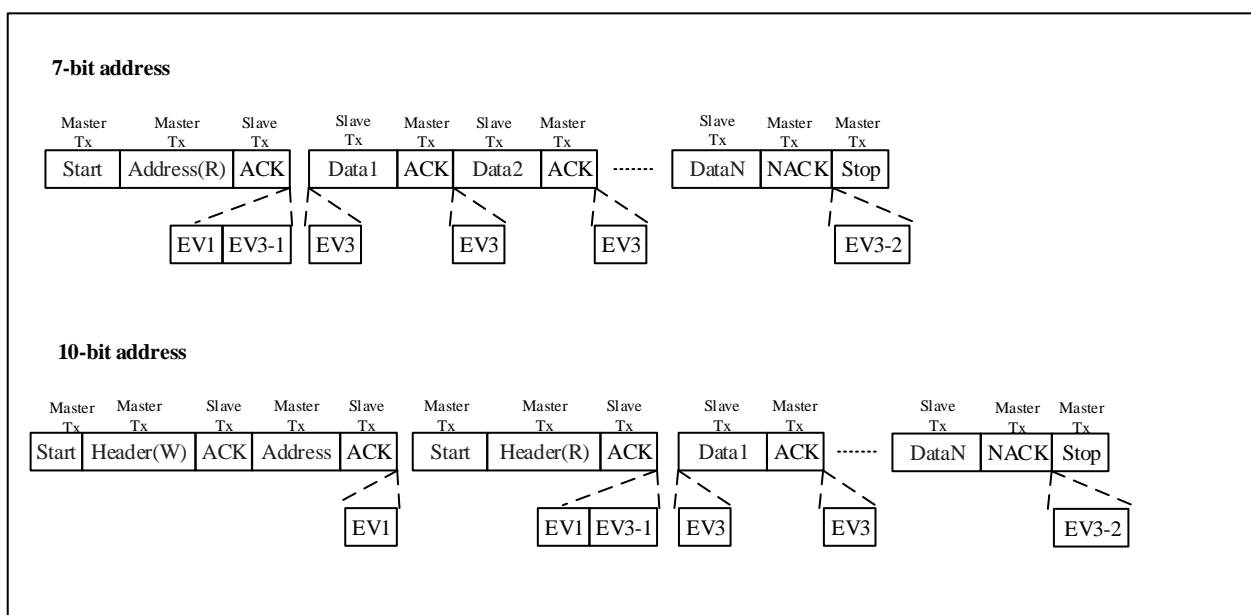 7-bit address
Master Master Slave Slave Master Slave Master Slave Master Master
Tx Tx Tx Tx Tx Tx Tx Tx Tx Tx
Start Address(R) ACK Data1 ACK Data2 ACK ········ DataN NACK Stop
EV1 EV3-1 EV3 EV3 EV3 EV3-2
10-bit address
Master Master Slave Master Slave Master Master Slave Slave Master Slave Master Master
Tx Tx Tx Tx Tx Tx Tx Tx Tx Tx Tx Tx Tx
Start Header(W) ACK Address ACK Start Header(R) ACK Data1 ACK ········ DataN NACK Stop
EV1 EV1 EV3-1 EV3 EV3 EV3-2